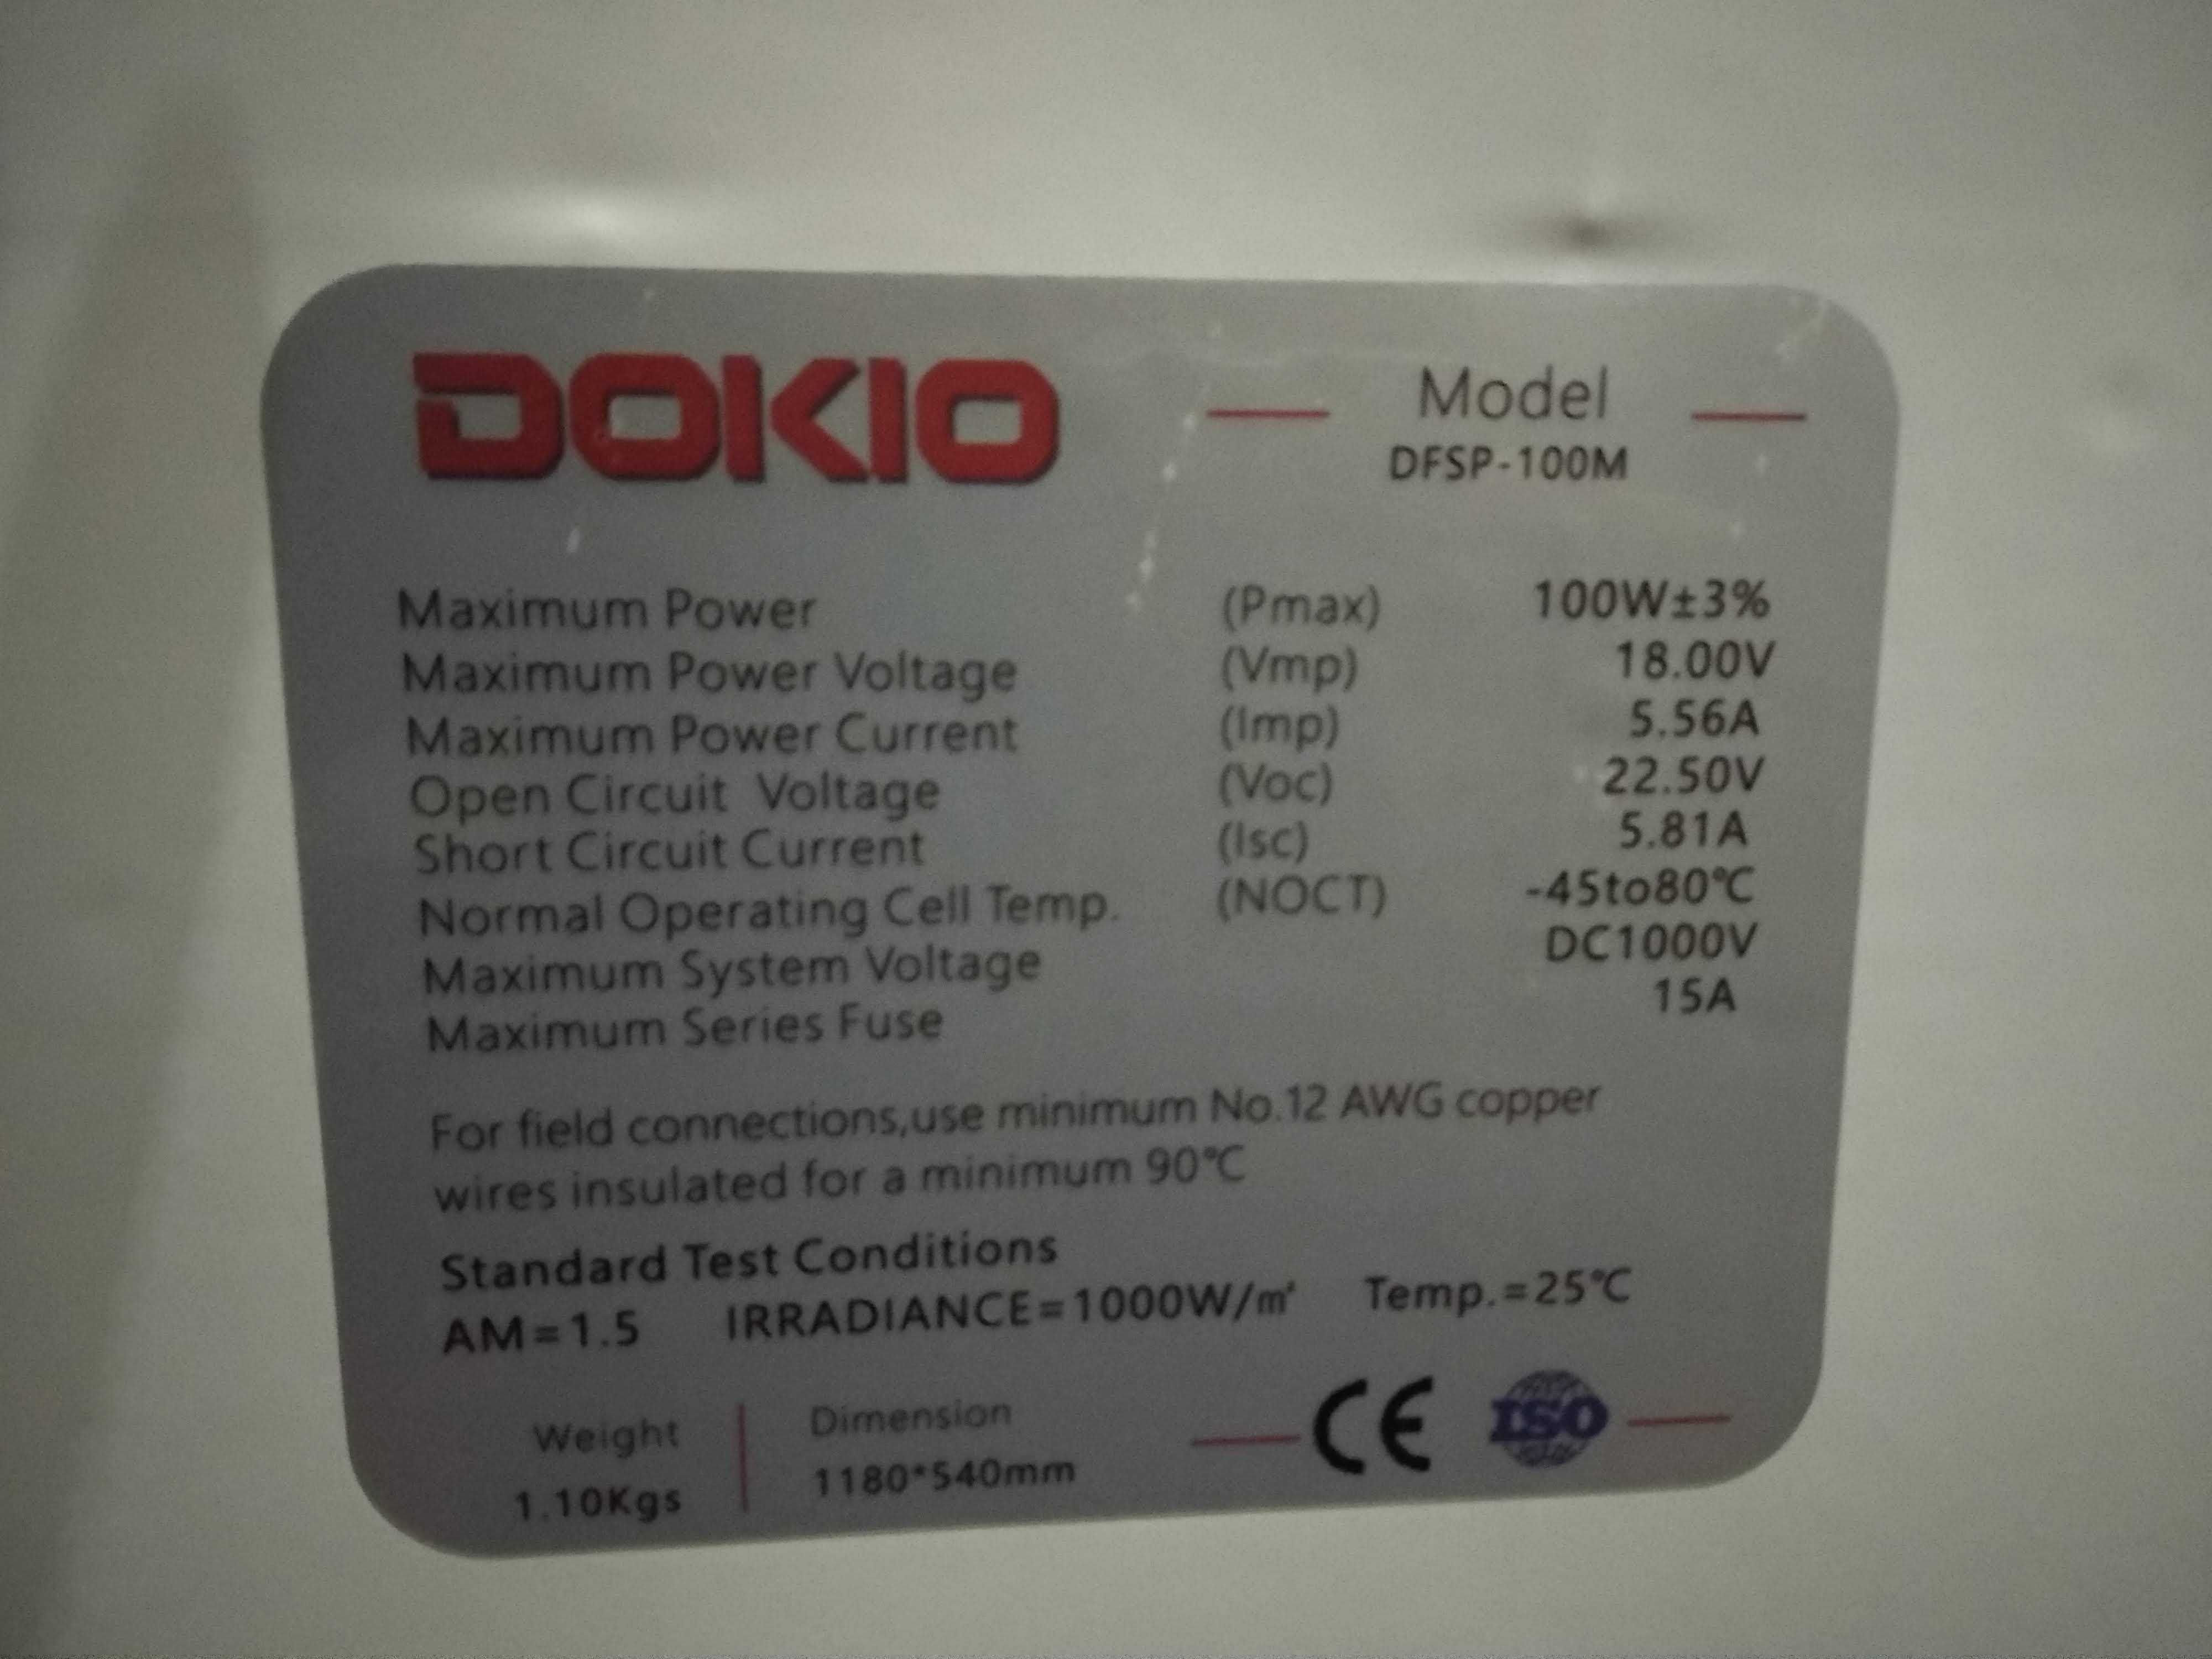 DOKIO
Model
DFSP-100M
Maximum Power (Pmax) 100W±3%
Maximum Power Voltage (Vmp) 18.00V
Maximum Power Current (Imp) 5.56A
Open Circuit Voltage (Voc) 22.50V
Short Circuit Current (Isc) 5.81A
Normal Operating Cell Temp. (NOCT) -45to80℃
Maximum System Voltage DC1000V
Maximum Series Fuse 15A
For field connections,use minimum No.12 AWG copper
wires insulated for a minimum 90℃
Standard Test Conditions
AM=1.5 IRRADIANCE=1000W/㎡ Temp.=25℃
Weight Dimension
1.10Kgs 1180*540mm
CE ISO